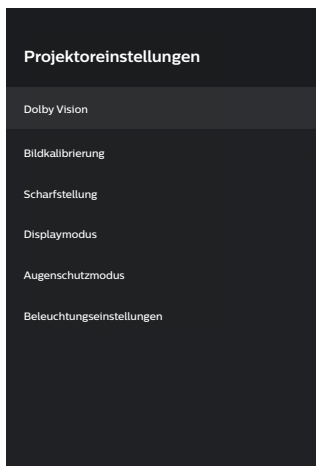 Projektoreinstellungen
Dolby Vision
Bildkalibrierung
Scharfstellung
Displaymodus
Augenschutzmodus
Beleuchtungseinstellungen